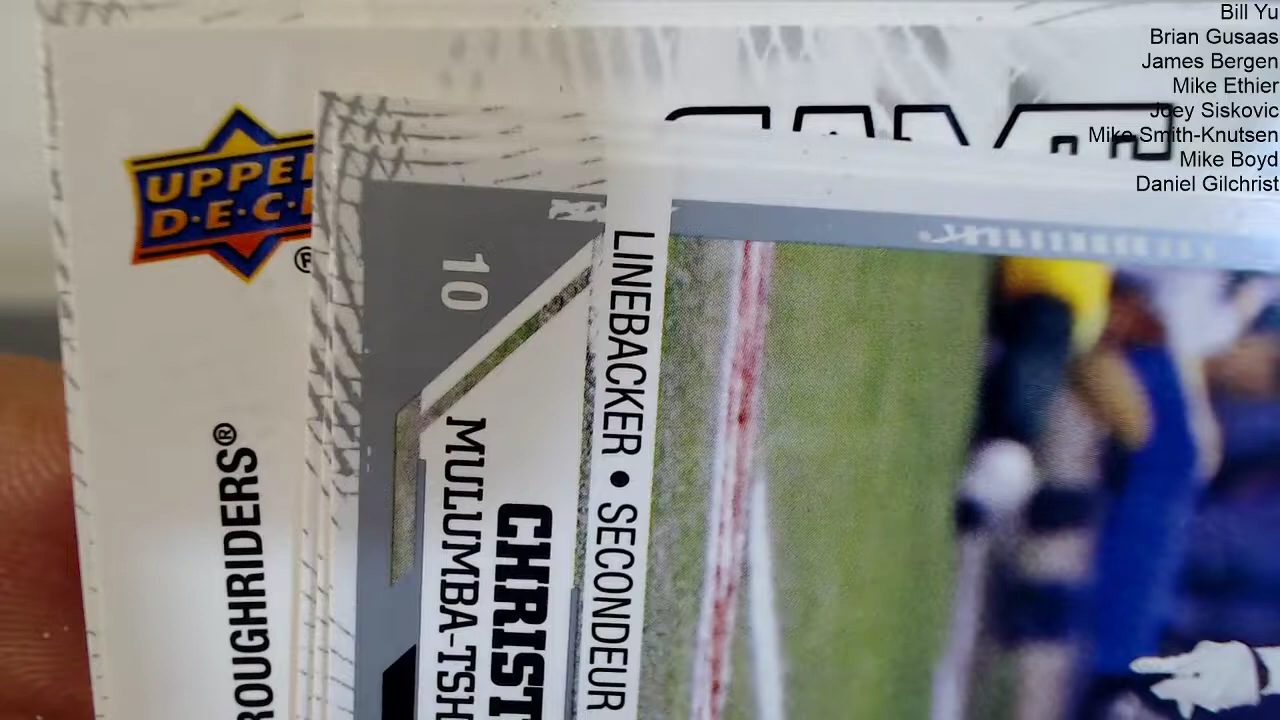 Bill Yu
Brian Gusaas
James Bergen
Mike Ethier
Joey Siskovic
Mike Smith-Knutsen
Mike Boyd
Daniel Gilchrist
UPPER
D·E·C
®
ROUGHRIDERS®
10
MULUMBA-TSH
CHRIST
LINEBACKER • SECONDEUR